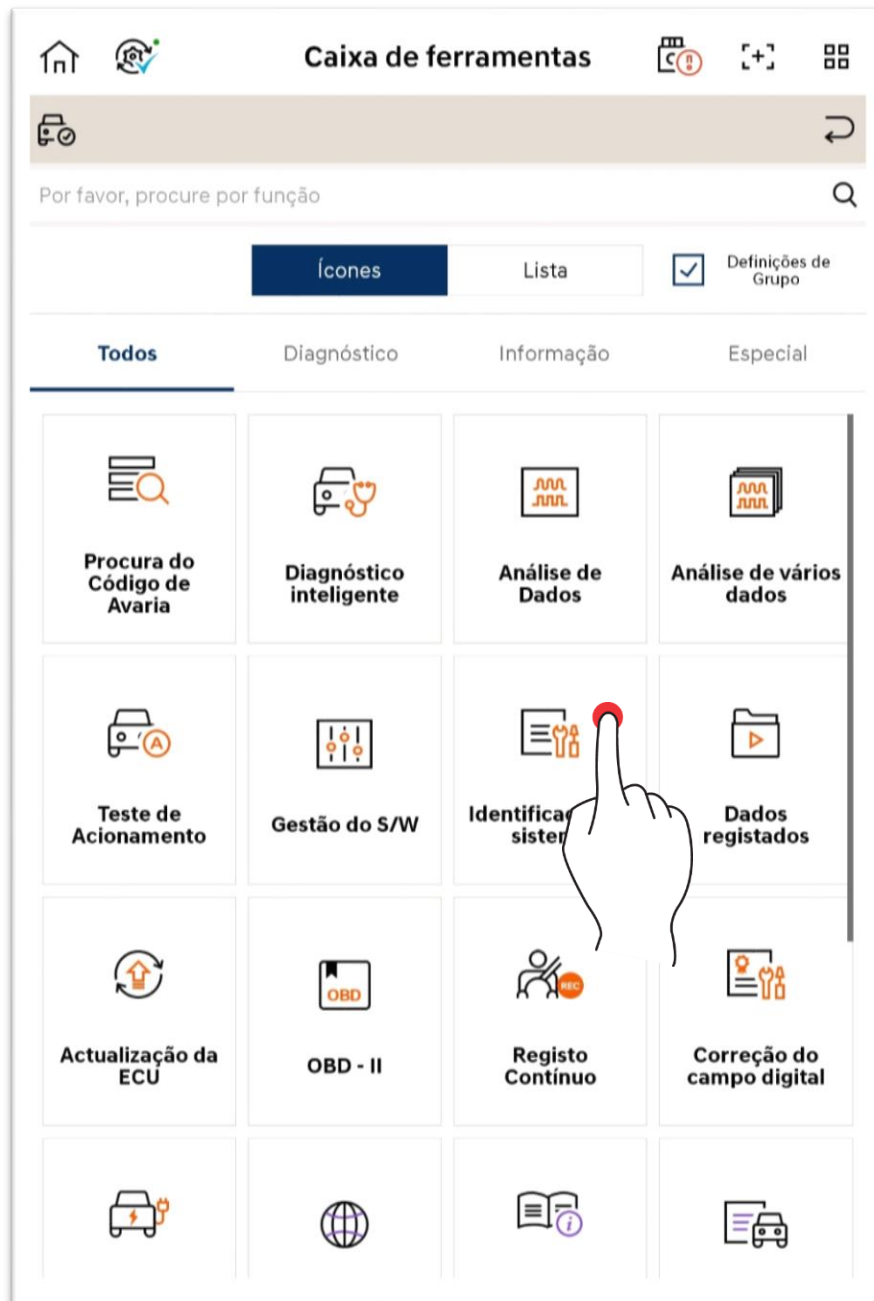 Caixa de ferramentas
Por favor, procure por função
Ícones
Lista
Definições de
Grupo
Todos
Diagnóstico
Informação
Especial
Procura do
Código de
Avaria
Diagnóstico
inteligente
Análise de
Dados
Análise de vários
dados
Teste de
Acionamento
A
Gestão do S/W
Dados
registados
Actualização da
ECU
OBD
OBD - II
REC
Registo
Contínuo
Correção do
campo digital
i